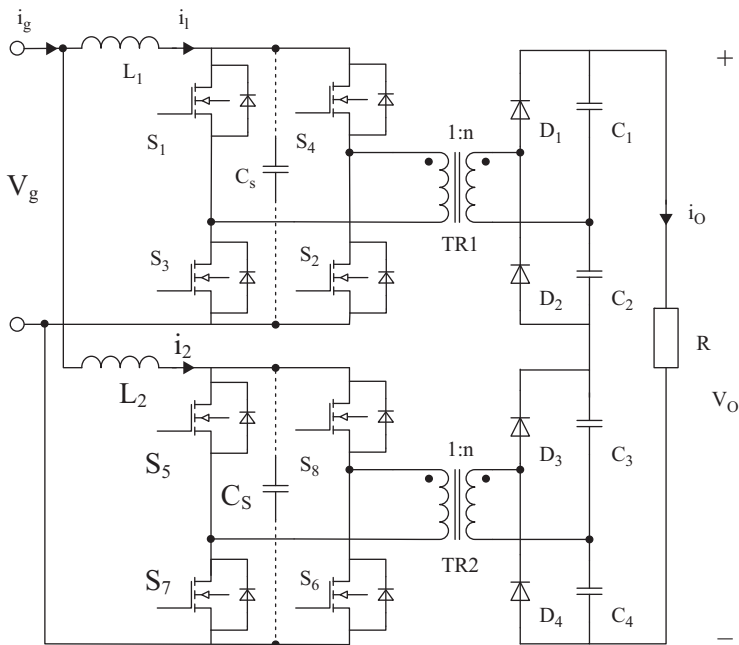 i_g
i_l
+
L_1
1:n
S_1
S_4
D_1
C_1
C_s
V_g
i_O
TR1
S_3
S_2
D_2
C_2
R
i_2
L_2
V_O
1:n
S_5
S_8
D_3
C_3
C_S
TR2
S_7
S_6
D_4
C_4
−